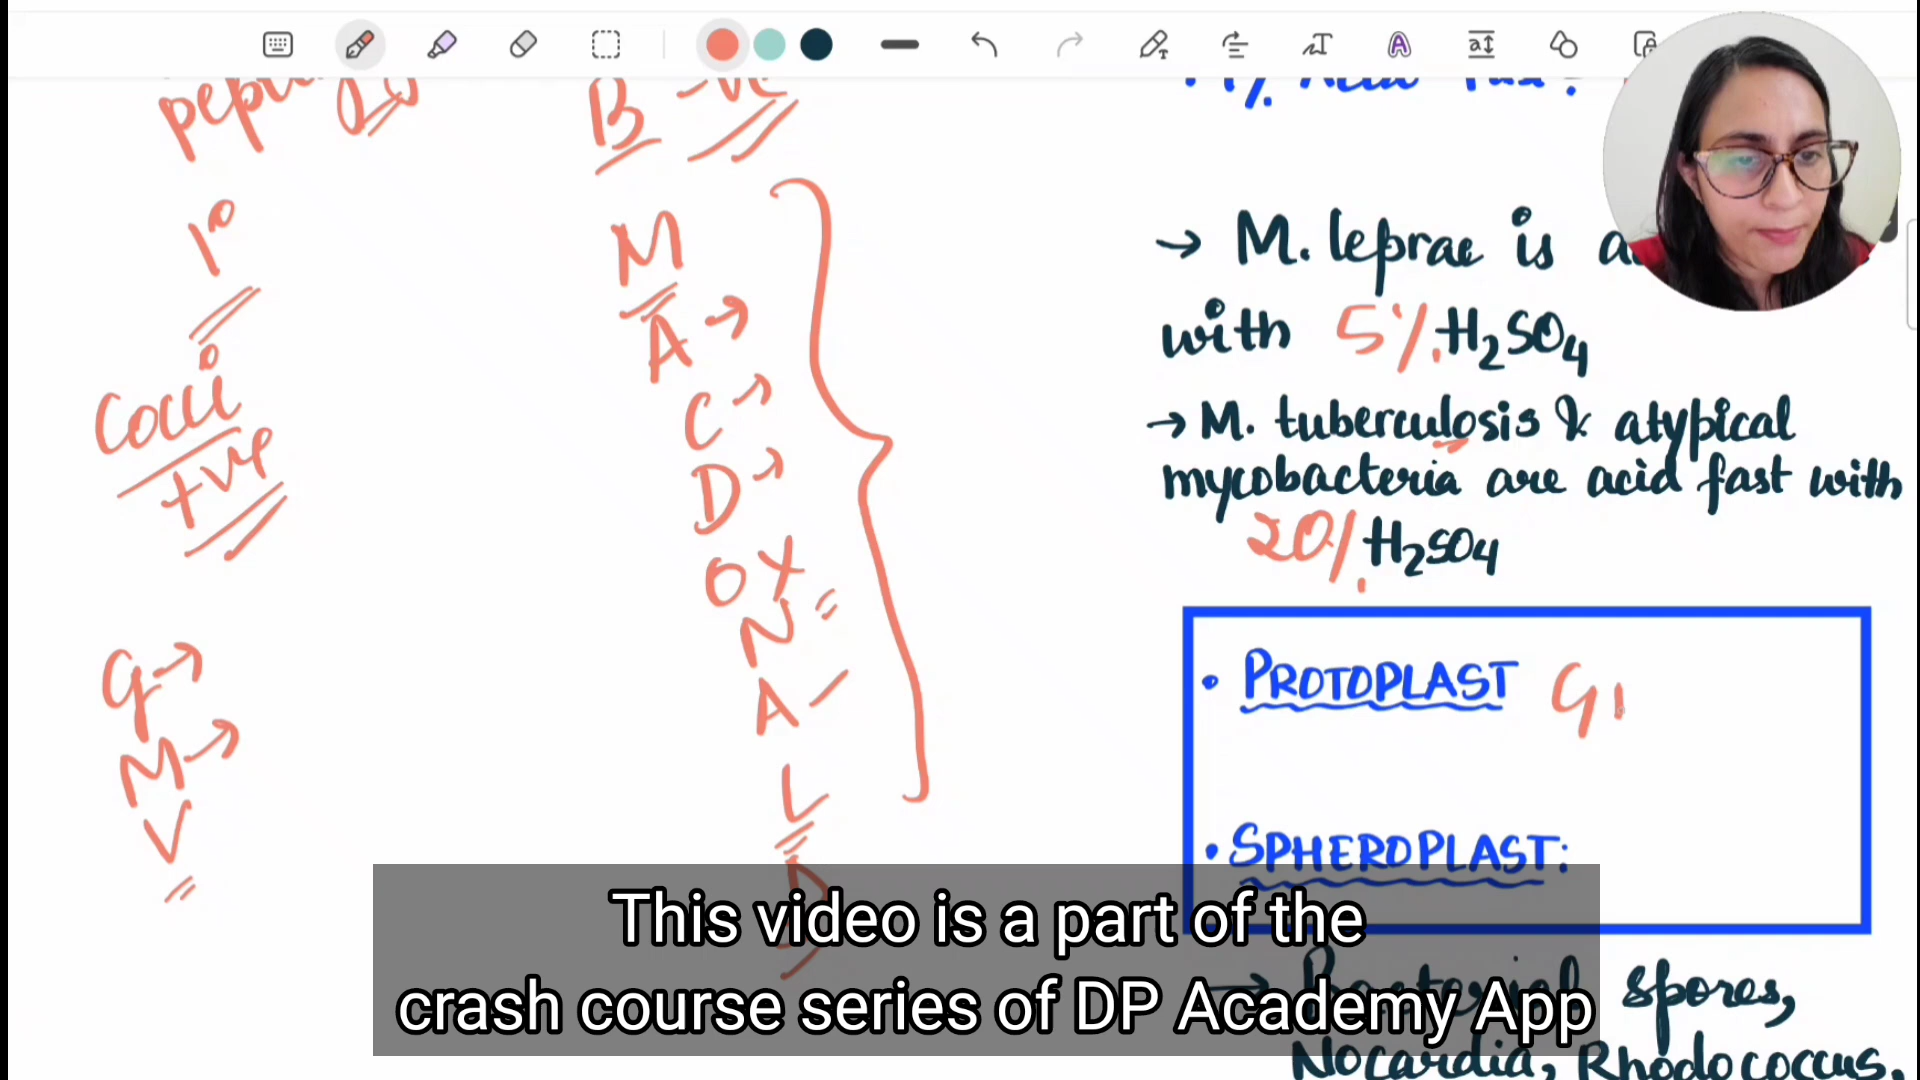 B -ve
1°
Cocci
+ve
G→
M→
V
M
A→
C→
D→
OX
N
A
L
→ M. leprae is
with 5% H2SO4
→ M. tuberculosis & atypical
mycobacteria are acid fast with
20% H2SO4
• PROTOPLAST G
• SPHEROPLAST:
→ Bacterial spores,
Nocardia, Rhodococcus,
This video is a part of the
crash course series of DP Academy App